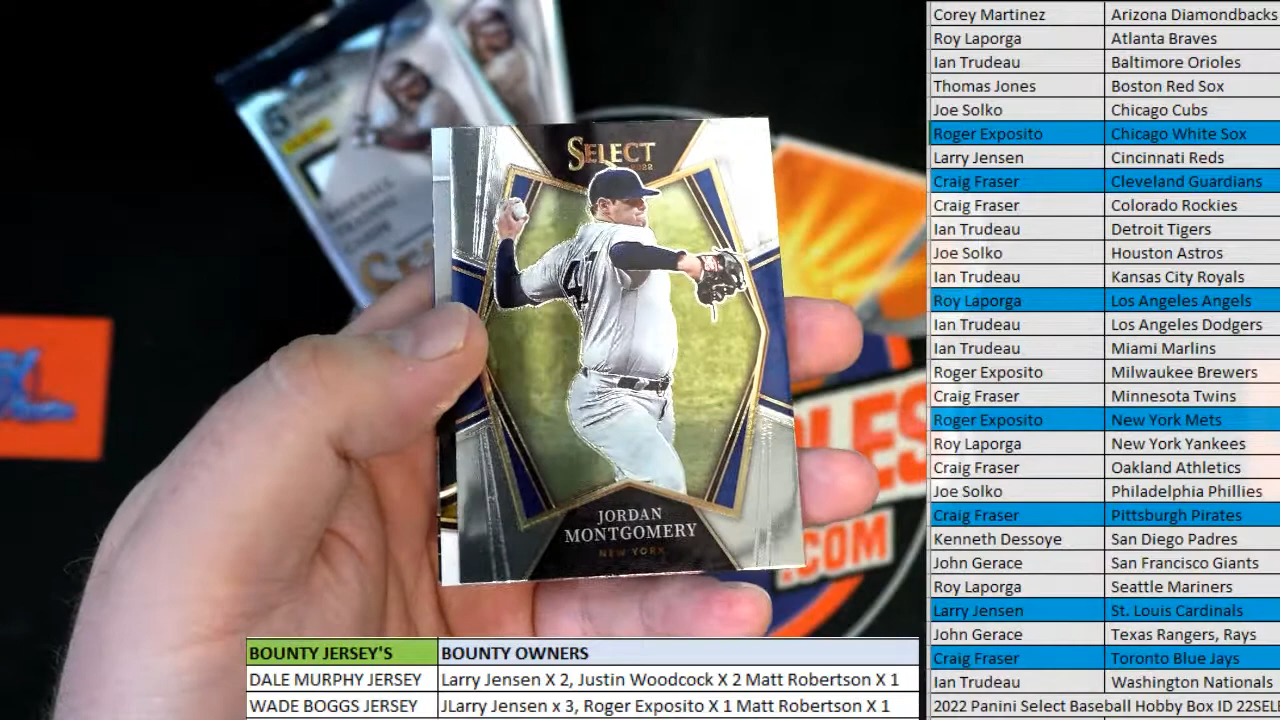 SELECT
2022
41
JORDAN
MONTGOMERY
NEW YORK
.COM
Corey Martinez Arizona Diamondbacks
Roy Laporga Atlanta Braves
Ian Trudeau Baltimore Orioles
Thomas Jones Boston Red Sox
Joe Solko Chicago Cubs
Roger Exposito Chicago White Sox
Larry Jensen Cincinnati Reds
Craig Fraser Cleveland Guardians
Craig Fraser Colorado Rockies
Ian Trudeau Detroit Tigers
Joe Solko Houston Astros
Ian Trudeau Kansas City Royals
Roy Laporga Los Angeles Angels
Ian Trudeau Los Angeles Dodgers
Ian Trudeau Miami Marlins
Roger Exposito Milwaukee Brewers
Craig Fraser Minnesota Twins
Roger Exposito New York Mets
Roy Laporga New York Yankees
Craig Fraser Oakland Athletics
Joe Solko Philadelphia Phillies
Craig Fraser Pittsburgh Pirates
Kenneth Dessoye San Diego Padres
John Gerace San Francisco Giants
Roy Laporga Seattle Mariners
Larry Jensen St. Louis Cardinals
John Gerace Texas Rangers, Rays
Craig Fraser Toronto Blue Jays
Ian Trudeau Washington Nationals
2022 Panini Select Baseball Hobby Box ID 22SELE
BOUNTY JERSEY'S BOUNTY OWNERS
DALE MURPHY JERSEY Larry Jensen X 2, Justin Woodcock X 2 Matt Robertson X 1
WADE BOGGS JERSEY JLarry Jensen x 3, Roger Exposito X 1 Matt Robertson X 1